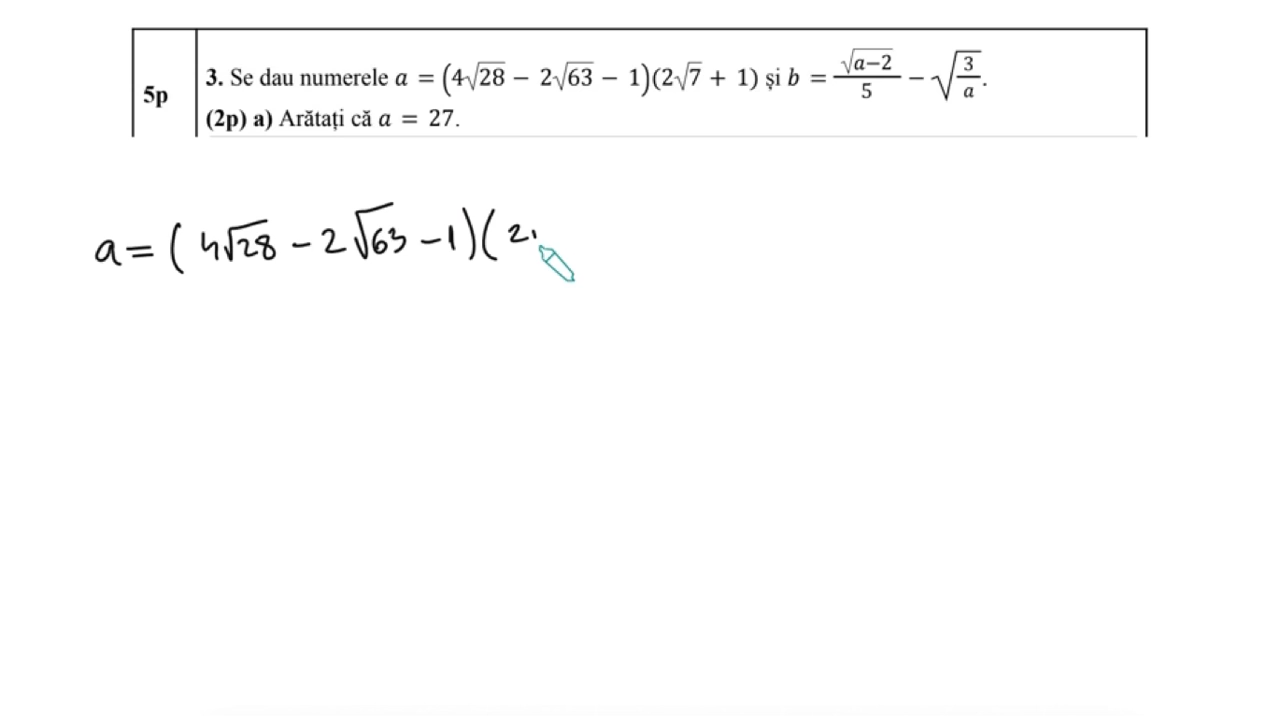 5p
3. Se dau numerele a = (4√28 − 2√63 − 1)(2√7 + 1) și b = √(a−2)/5 − √(3/a).
(2p) a) Arătați că a = 27.
a = (4√28 − 2√63 − 1)(2